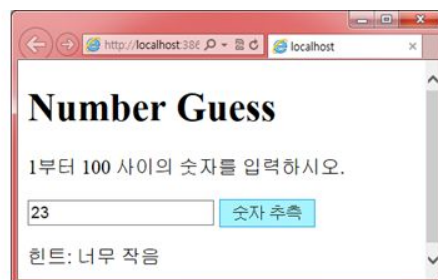 http://localhost:386
localhost
Number Guess
1부터 100 사이의 숫자를 입력하시오.
23 숫자 추측
힌트: 너무 작음